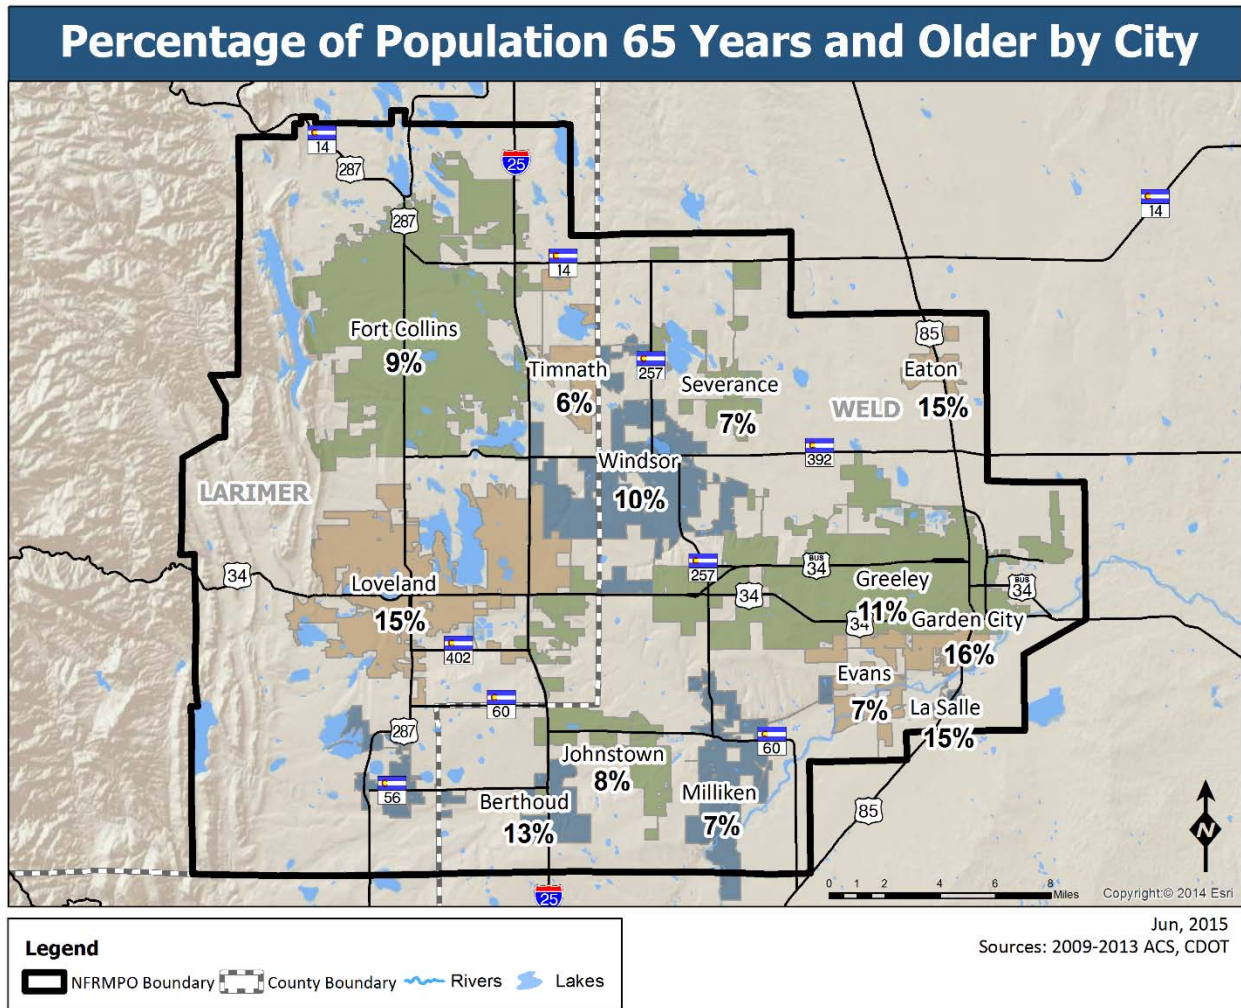 Percentage of Population 65 Years and Older by City
14
287
25
287
14
14
85
Fort Collins
9%
Timnath
6%
257
Severance
7%
Eaton
15%
WELD
392
Windsor
10%
LARIMER
34
Loveland
15%
257
BUS
34
34
Greeley
11%
34
BUS
34
Garden City
16%
402
Evans
7%
60
La Salle
15%
287
60
Johnstown
8%
56
Berthoud
13%
Milliken
7%
85
25
N
0 1 2 4 6 8
Miles
Copyright:© 2014 Esri
Jun, 2015
Sources: 2009-2013 ACS, CDOT
Legend
NFRMPO Boundary County Boundary Rivers Lakes